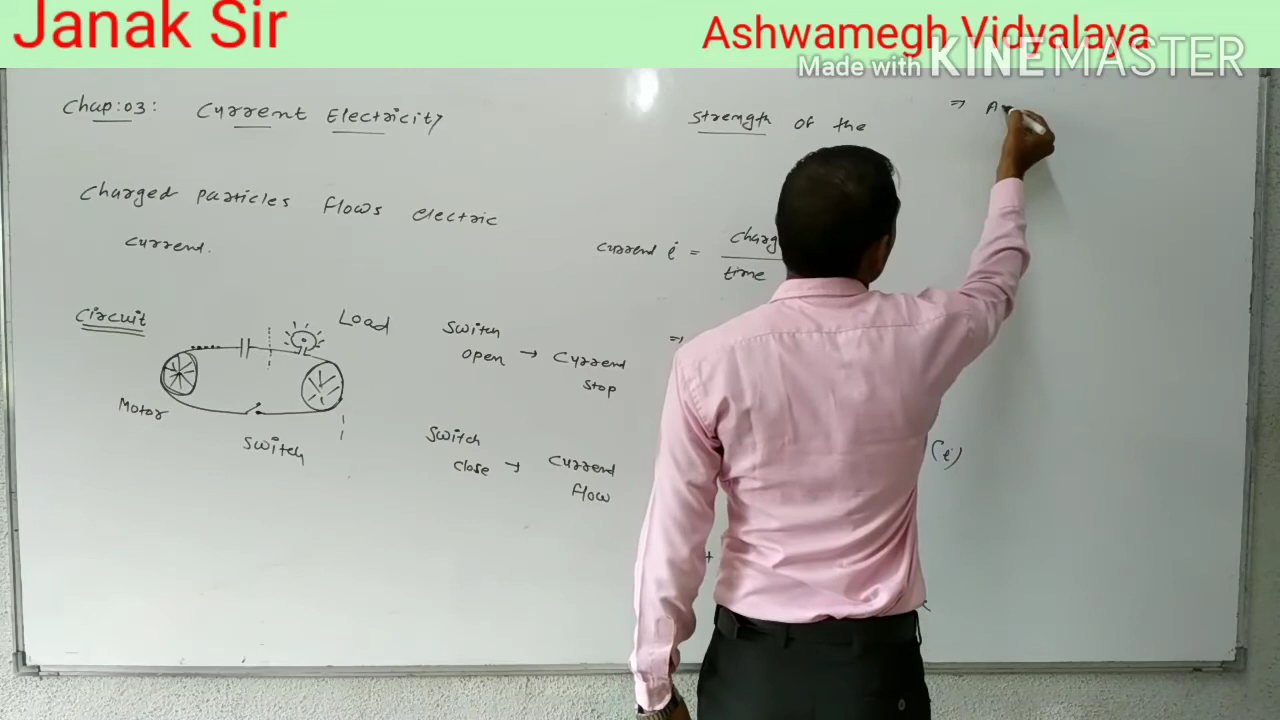 Janak Sir
Ashwamegh Vidyalaya
Made with KINEMASTER
Chap:03: Current Electricity
Charged particles flows electric
current.
Circuit
Load
Motor
Switch
Switch
open → current
stop
Switch
close → current
flow
Strength of the
current i = charg
time
⇒
(i)
+
⇒ A